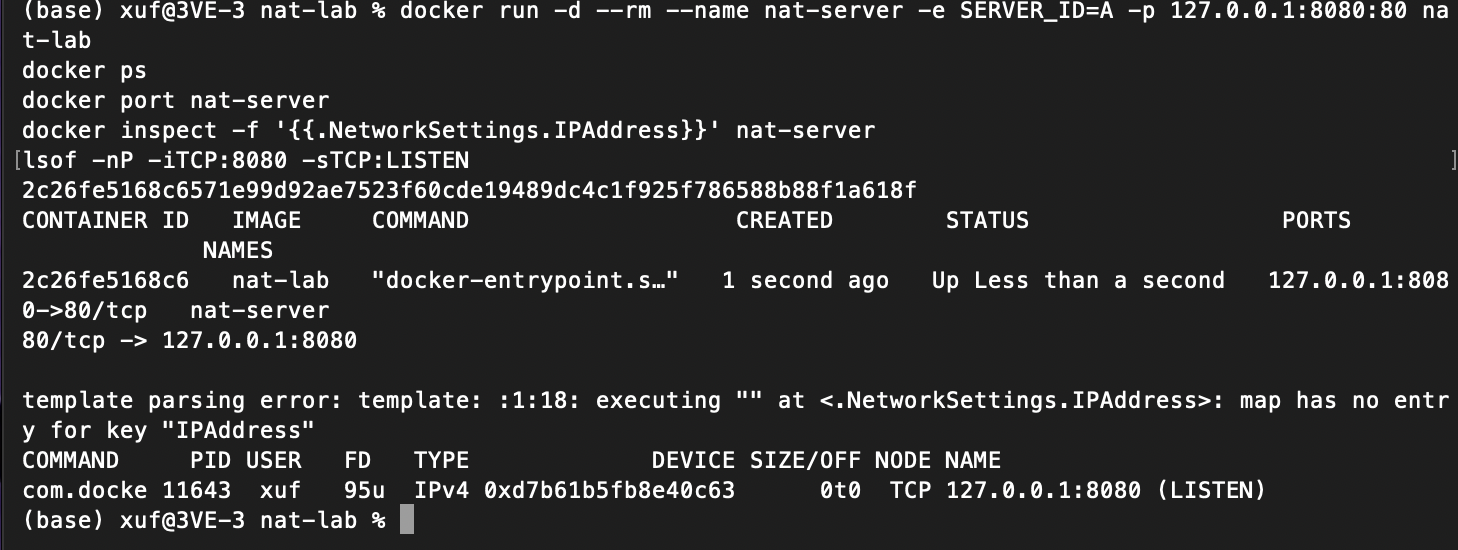 (base) xuf@3VE-3 nat-lab % docker run -d --rm --name nat-server -e SERVER_ID=A -p 127.0.0.1:8080:80 na
t-lab
docker ps
docker port nat-server
docker inspect -f '{{.NetworkSettings.IPAddress}}' nat-server
[lsof -nP -iTCP:8080 -sTCP:LISTEN ]
2c26fe5168c6571e99d92ae7523f60cde19489dc4c1f925f786588b88f1a618f
CONTAINER ID   IMAGE     COMMAND                   CREATED        STATUS                  PORTS
             NAMES
2c26fe5168c6   nat-lab   "docker-entrypoint.s…"   1 second ago   Up Less than a second   127.0.0.1:808
0->80/tcp   nat-server
80/tcp -> 127.0.0.1:8080
template parsing error: template: :1:18: executing "" at <.NetworkSettings.IPAddress>: map has no entr
y for key "IPAddress"
COMMAND     PID USER   FD   TYPE             DEVICE SIZE/OFF NODE NAME
com.docke 11643  xuf   95u  IPv4 0xd7b61b5fb8e40c63      0t0  TCP 127.0.0.1:8080 (LISTEN)
(base) xuf@3VE-3 nat-lab %